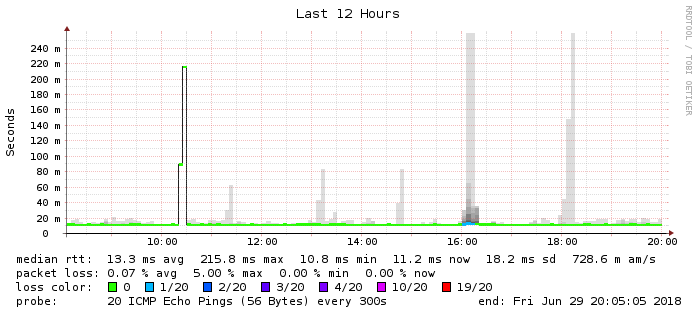 Last 12 Hours
RRDTOOL / TOBI OETIKER
Seconds
240 m
220 m
200 m
180 m
160 m
140 m
120 m
100 m
80 m
60 m
40 m
20 m
0
10:00 12:00 14:00 16:00 18:00 20:00
median rtt: 13.3 ms avg 215.8 ms max 10.8 ms min 11.2 ms now 18.2 ms sd 728.6 m am/s
packet loss: 0.07 % avg 5.00 % max 0.00 % min 0.00 % now
loss color: 0 1/20 2/20 3/20 4/20 10/20 19/20
probe: 20 ICMP Echo Pings (56 Bytes) every 300s end: Fri Jun 29 20:05:05 2018